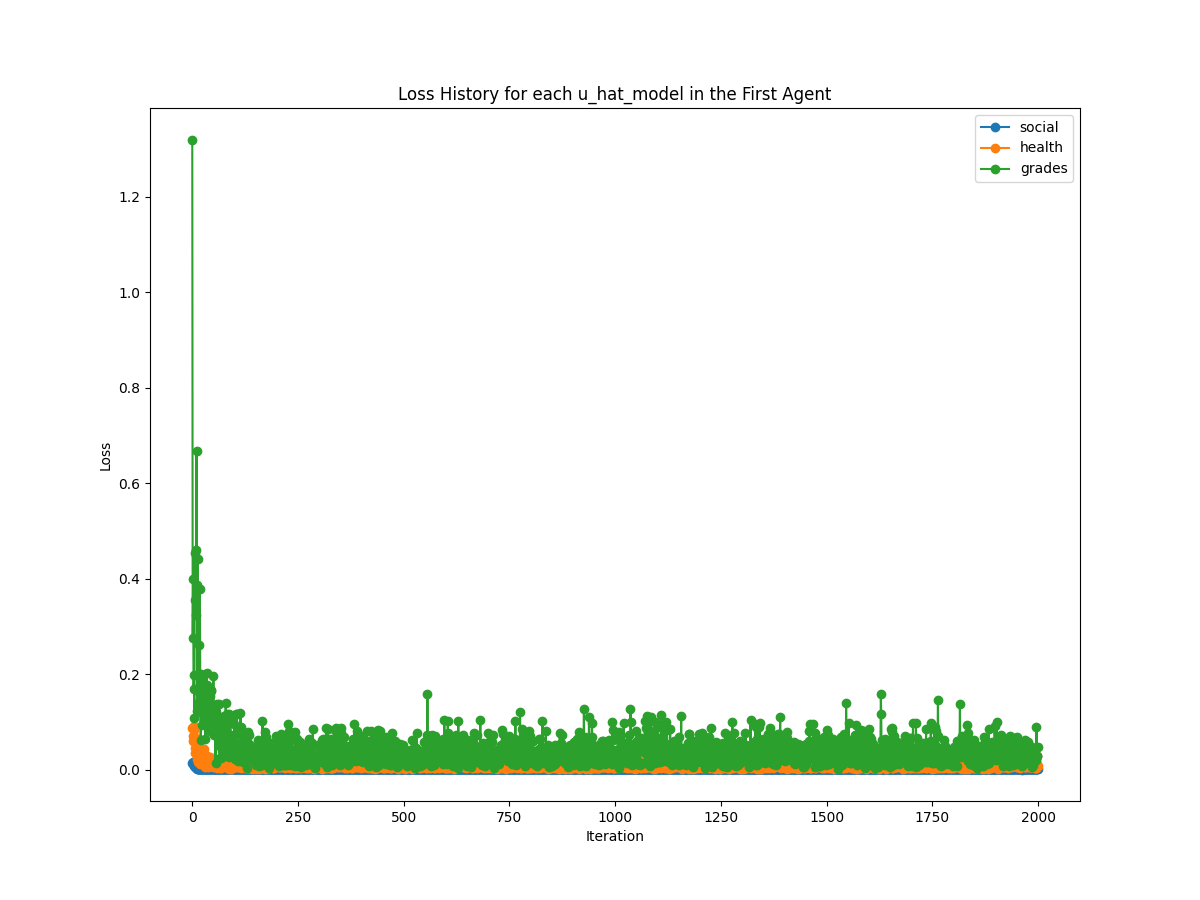 Loss History for each u_hat_model in the First Agent
social
health
grades
1.2
1.0
0.8
0.6
0.4
0.2
0.0
Loss
0 250 500 750 1000 1250 1500 1750 2000
Iteration